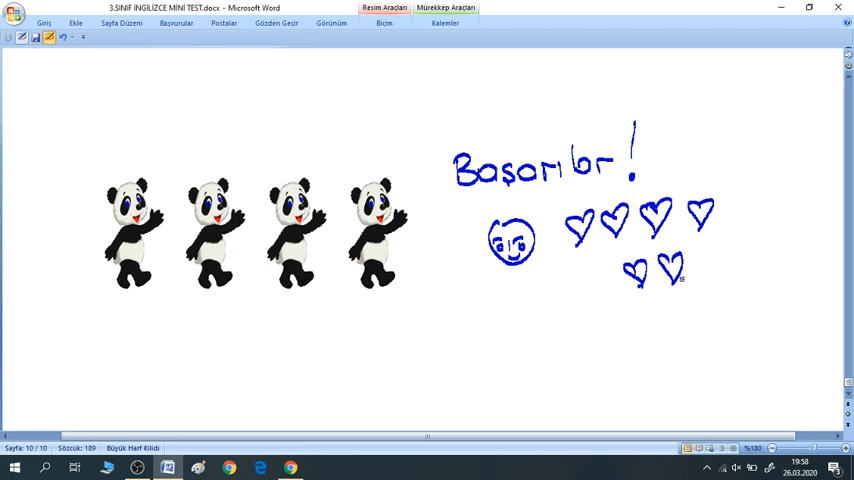 3.SINIF İNGİLİZCE MİNİ TEST.docx - Microsoft Word
Resim Araçları
Mürekkep Araçları
Giriş
Ekle
Sayfa Düzeni
Başvurular
Postalar
Gözden Geçir
Görünüm
Biçim
Kalemler
Başarılar!
Sayfa: 10 / 10
Sözcük: 189
Büyük Harf Kilidi
%180
19:58
26.03.2020
3